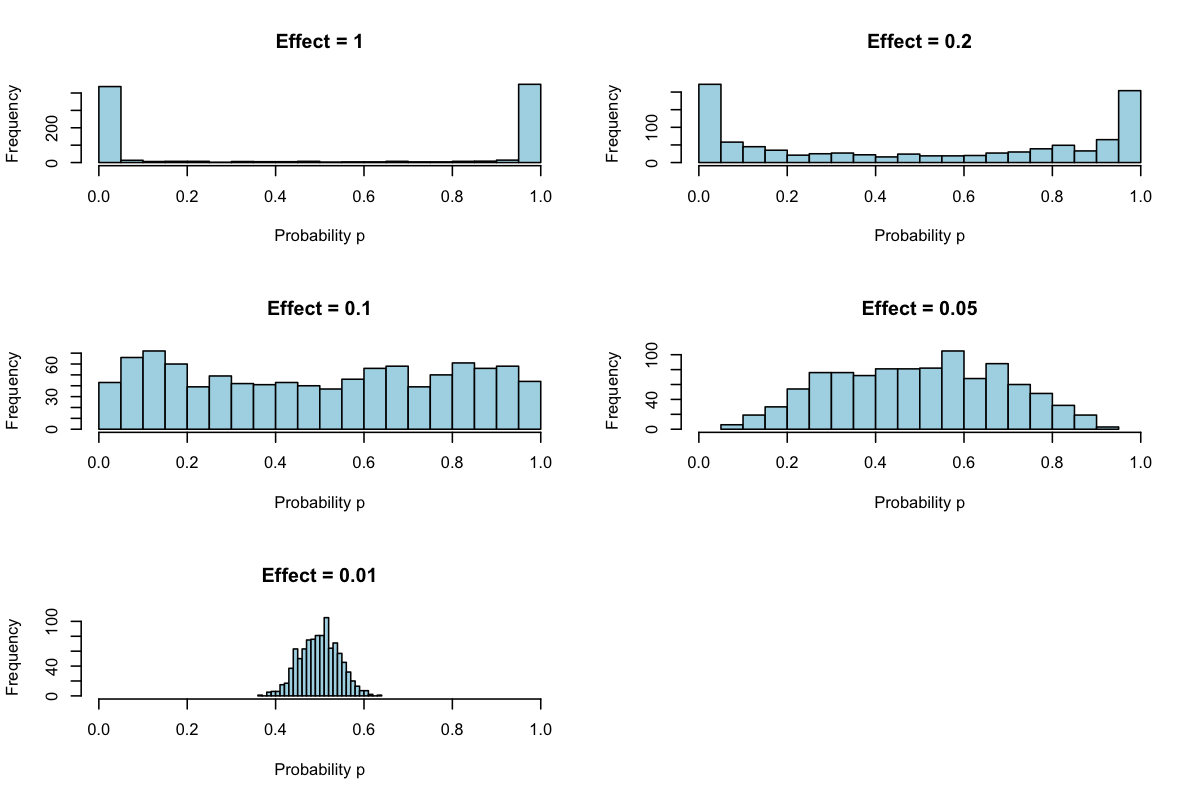 Effect = 1
Frequency
0 200
0.0 0.2 0.4 0.6 0.8 1.0
Probability p
Effect = 0.2
Frequency
0 100
0.0 0.2 0.4 0.6 0.8 1.0
Probability p
Effect = 0.1
Frequency
0 30 60
0.0 0.2 0.4 0.6 0.8 1.0
Probability p
Effect = 0.05
Frequency
0 40 100
0.0 0.2 0.4 0.6 0.8 1.0
Probability p
Effect = 0.01
Frequency
0 40 100
0.0 0.2 0.4 0.6 0.8 1.0
Probability p